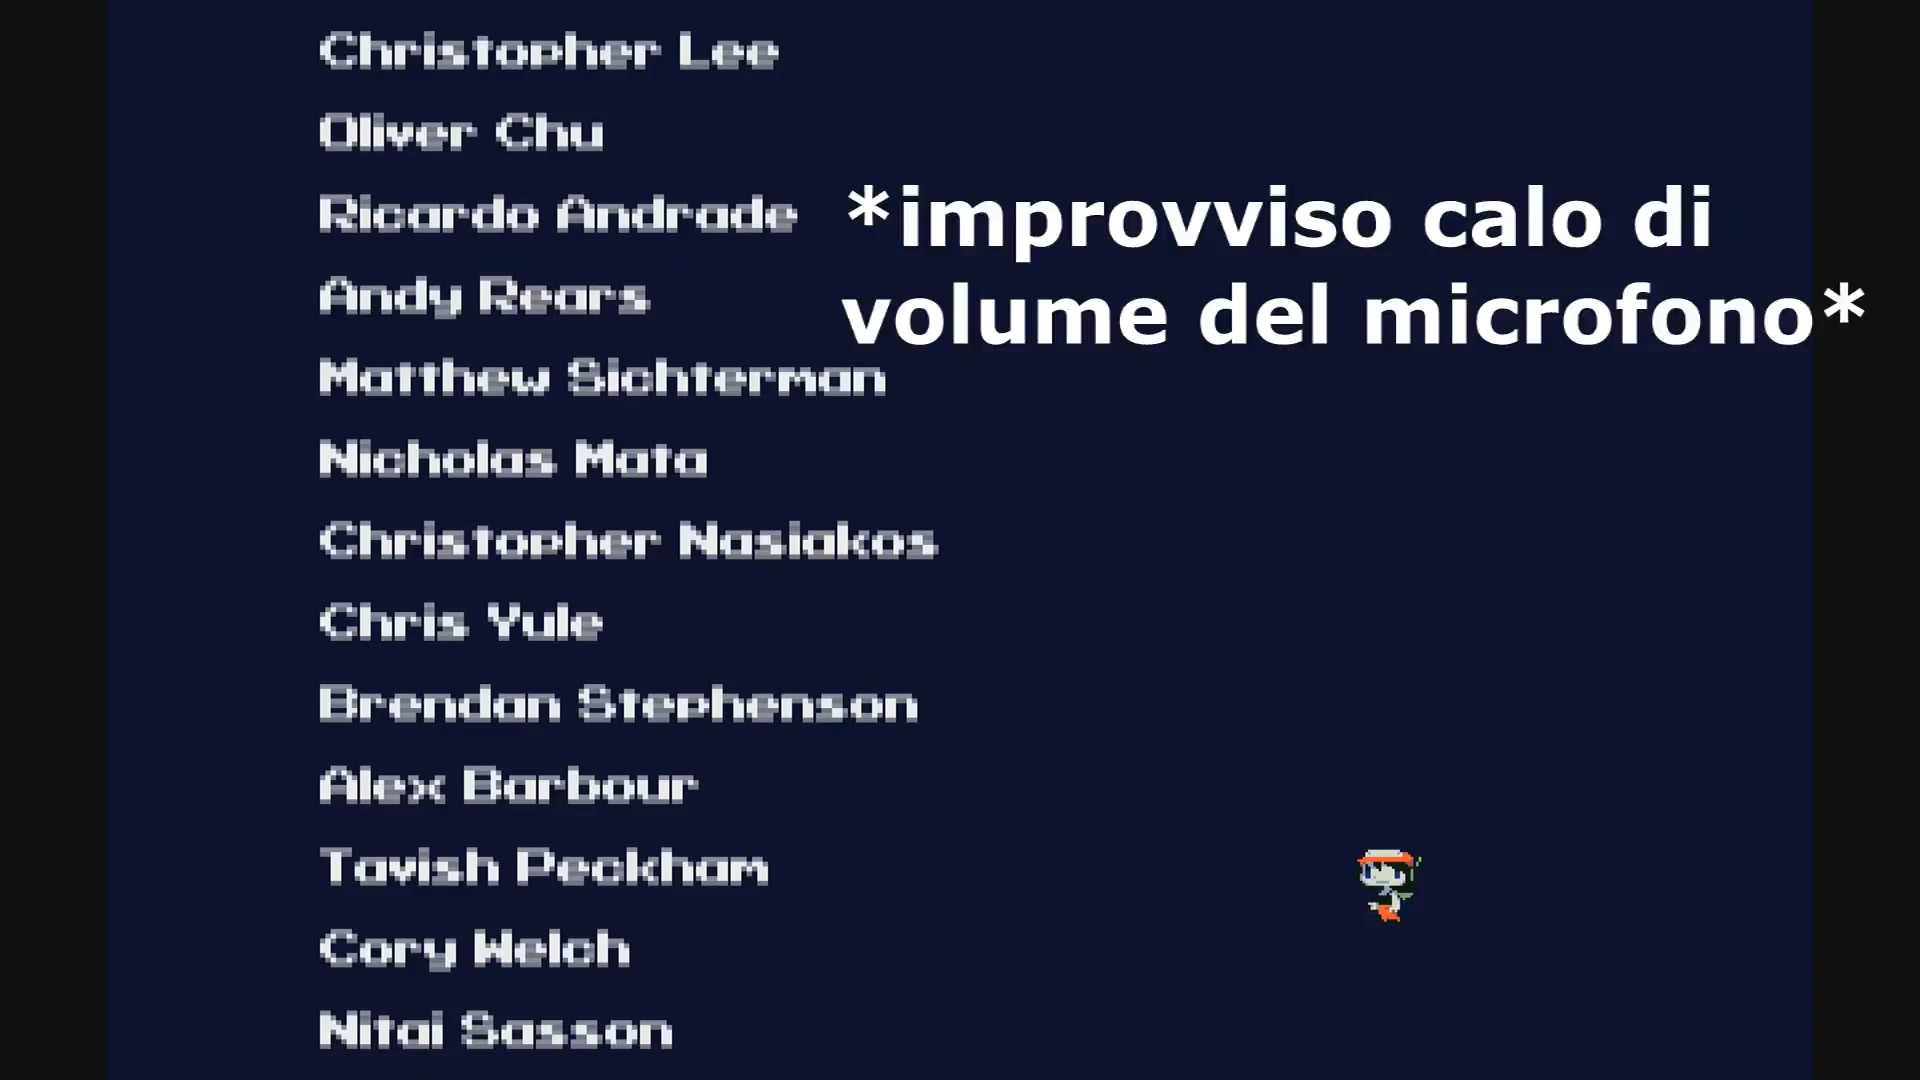 Christopher Lee
Oliver Chu
Ricardo Andrade
*improvviso calo di
volume del microfono*
Andy Rears
Matthew Sichterman
Nicholas Mata
Christopher Nasiakos
Chris Yule
Brendan Stephenson
Alex Barbour
Tavish Peckham
Cory Welch
Nitai Sasson